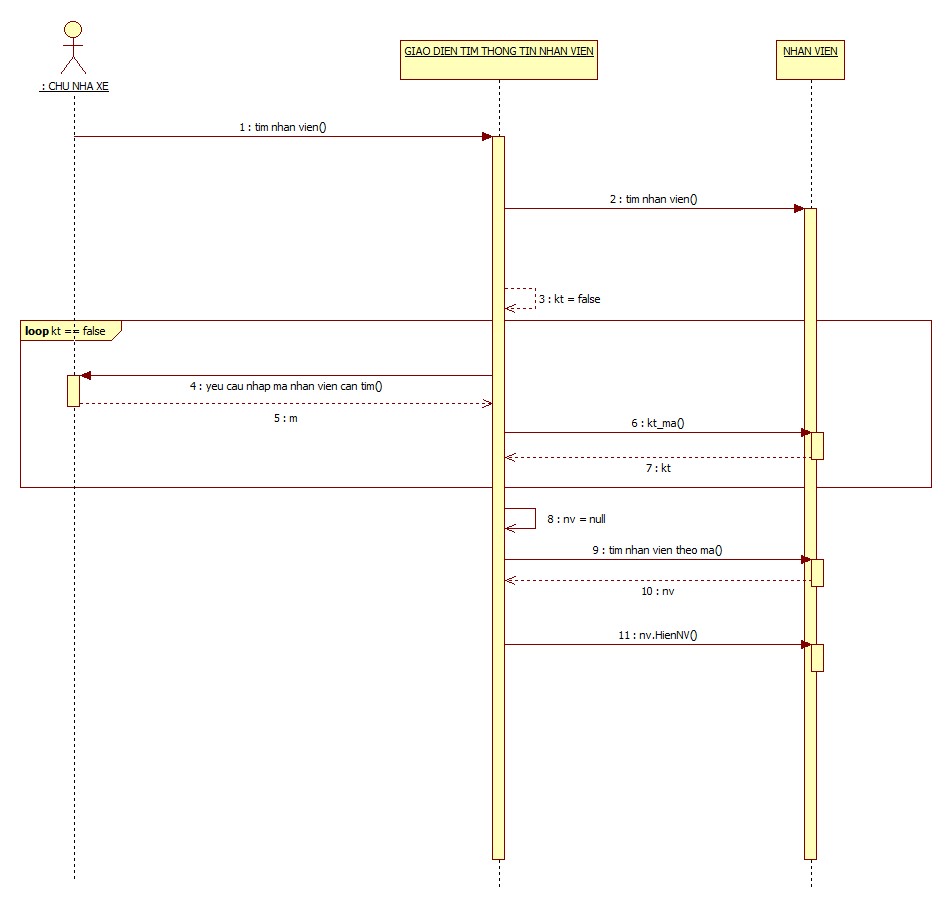 : CHU NHA XE
GIAO DIEN TIM THONG TIN NHAN VIEN
NHAN VIEN
1 : tim nhan vien()
2 : tim nhan vien()
3 : kt = false
loop kt == false
4 : yeu cau nhap ma nhan vien can tim()
5 : m
6 : kt_ma()
7 : kt
8 : nv = null
9 : tim nhan vien theo ma()
10 : nv
11 : nv.HienNV()